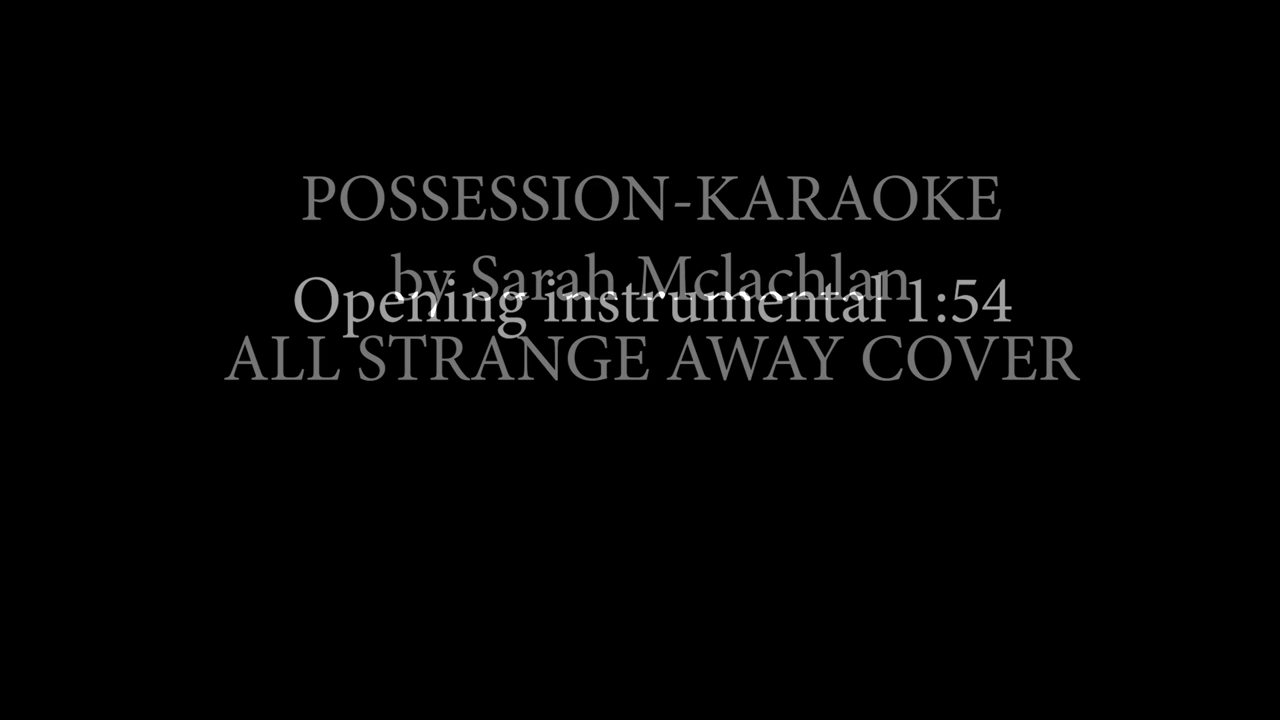 POSSESSION-KARAOKE
by Sarah Mclachlan
Opening instrumental 1:54
ALL STRANGE AWAY COVER